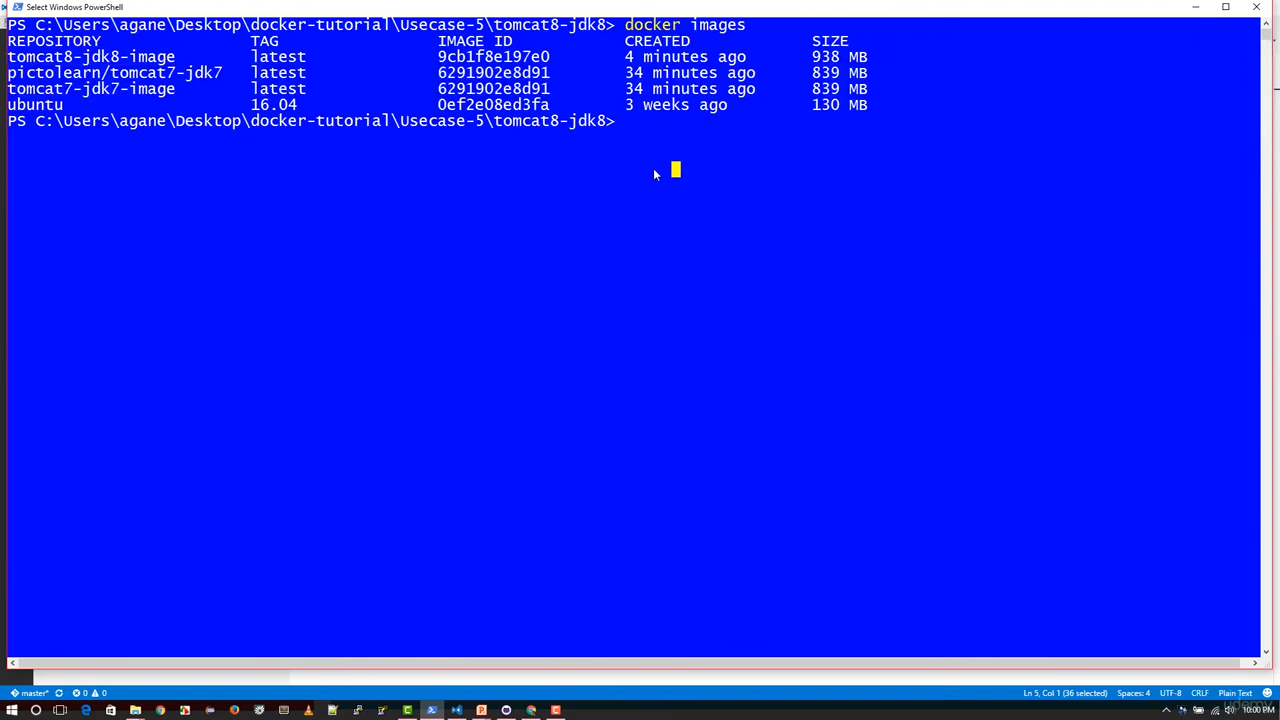 Select Windows PowerShell
PS C:\Users\agane\Desktop\docker-tutorial\Usecase-5\tomcat8-jdk8> docker images
REPOSITORY TAG IMAGE ID CREATED SIZE
tomcat8-jdk8-image latest 9cb1f8e197e0 4 minutes ago 938 MB
pictolearn/tomcat7-jdk7 latest 6291902e8d91 34 minutes ago 839 MB
tomcat7-jdk7-image latest 6291902e8d91 34 minutes ago 839 MB
ubuntu 16.04 0ef2e08ed3fa 3 weeks ago 130 MB
PS C:\Users\agane\Desktop\docker-tutorial\Usecase-5\tomcat8-jdk8>
master* 0 0 Ln 5, Col 1 (36 selected) Spaces: 4 UTF-8 CRLF Plain Text
udemy
10:00 PM